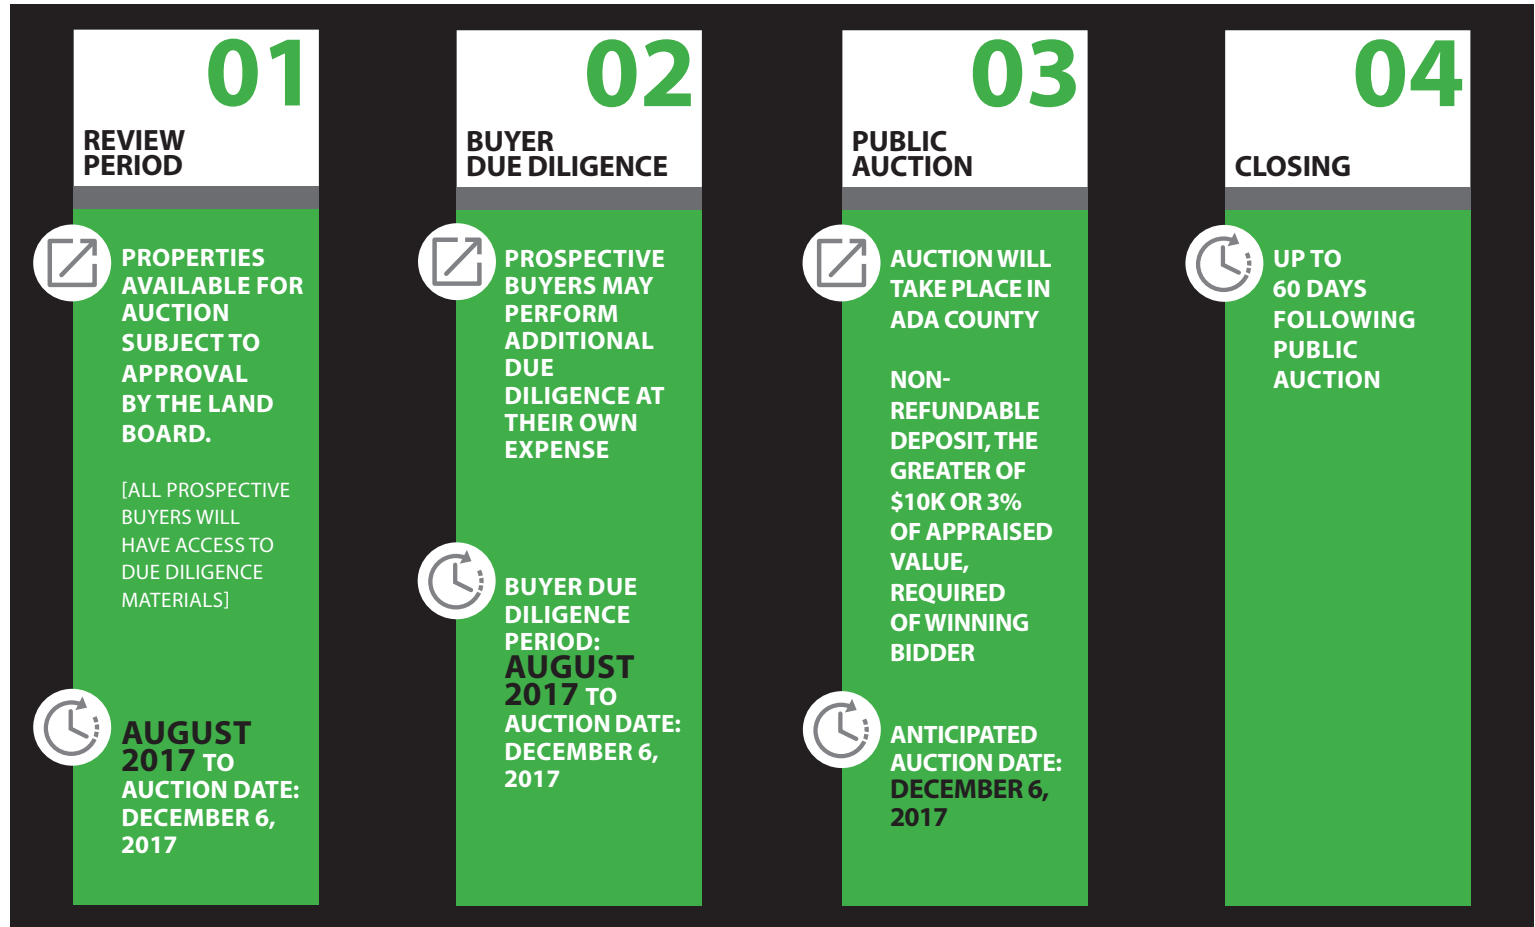 01
REVIEW
PERIOD
PROPERTIES
AVAILABLE FOR
AUCTION
SUBJECT TO
APPROVAL
BY THE LAND
BOARD.
[ALL PROSPECTIVE
BUYERS WILL
HAVE ACCESS TO
DUE DILIGENCE
MATERIALS]
AUGUST
2017 TO
AUCTION DATE:
DECEMBER 6,
2017
02
BUYER
DUE DILIGENCE
PROSPECTIVE
BUYERS MAY
PERFORM
ADDITIONAL
DUE
DILIGENCE AT
THEIR OWN
EXPENSE
BUYER DUE
DILIGENCE
PERIOD:
AUGUST
2017 TO
AUCTION DATE:
DECEMBER 6,
2017
03
PUBLIC
AUCTION
AUCTION WILL
TAKE PLACE IN
ADA COUNTY
NON-
REFUNDABLE
DEPOSIT, THE
GREATER OF
$10K OR 3%
OF APPRAISED
VALUE,
REQUIRED
OF WINNING
BIDDER
ANTICIPATED
AUCTION DATE:
DECEMBER 6,
2017
04
CLOSING
UP TO
60 DAYS
FOLLOWING
PUBLIC
AUCTION